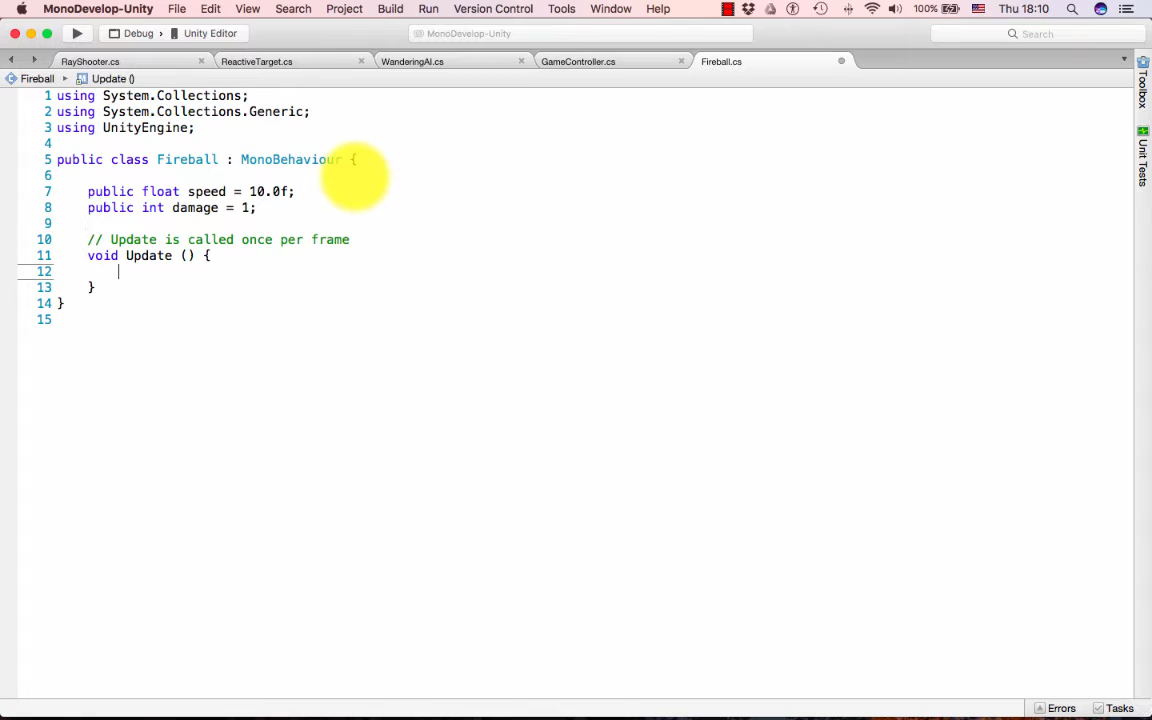 MonoDevelop-Unity File Edit View Search Project Build Run Version Control Tools Window Help 100% Thu 18:10
Debug › Unity Editor MonoDevelop-Unity Search
RayShooter.cs ReactiveTarget.cs WanderingAI.cs GameController.cs Fireball.cs
Fireball Update ()
1 using System.Collections;
2 using System.Collections.Generic;
3 using UnityEngine;
4
5 public class Fireball : MonoBehaviour {
6
7 public float speed = 10.0f;
8 public int damage = 1;
9
10 // Update is called once per frame
11 void Update () {
12
13 }
14 }
15
Toolbox
Unit Tests
Errors Tasks